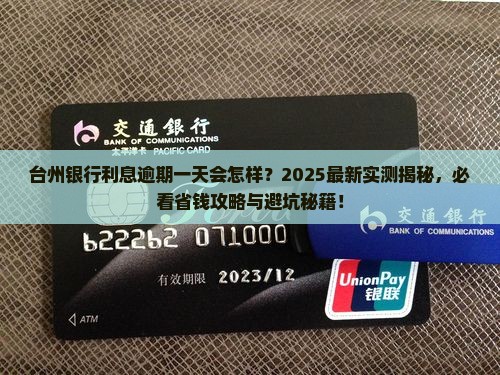 交通銀行
BANK OF COMMUNICATIONS
太平洋卡 PACIFIC CARD
台州银行利息逾期一天会怎样？2025最新实测揭秘，必
看省钱攻略与避坑秘籍！
交通銀行
BANK OF COMMUNICATIONS
622262 071000
有效期限 2023/12
UnionPay
银联
ATM